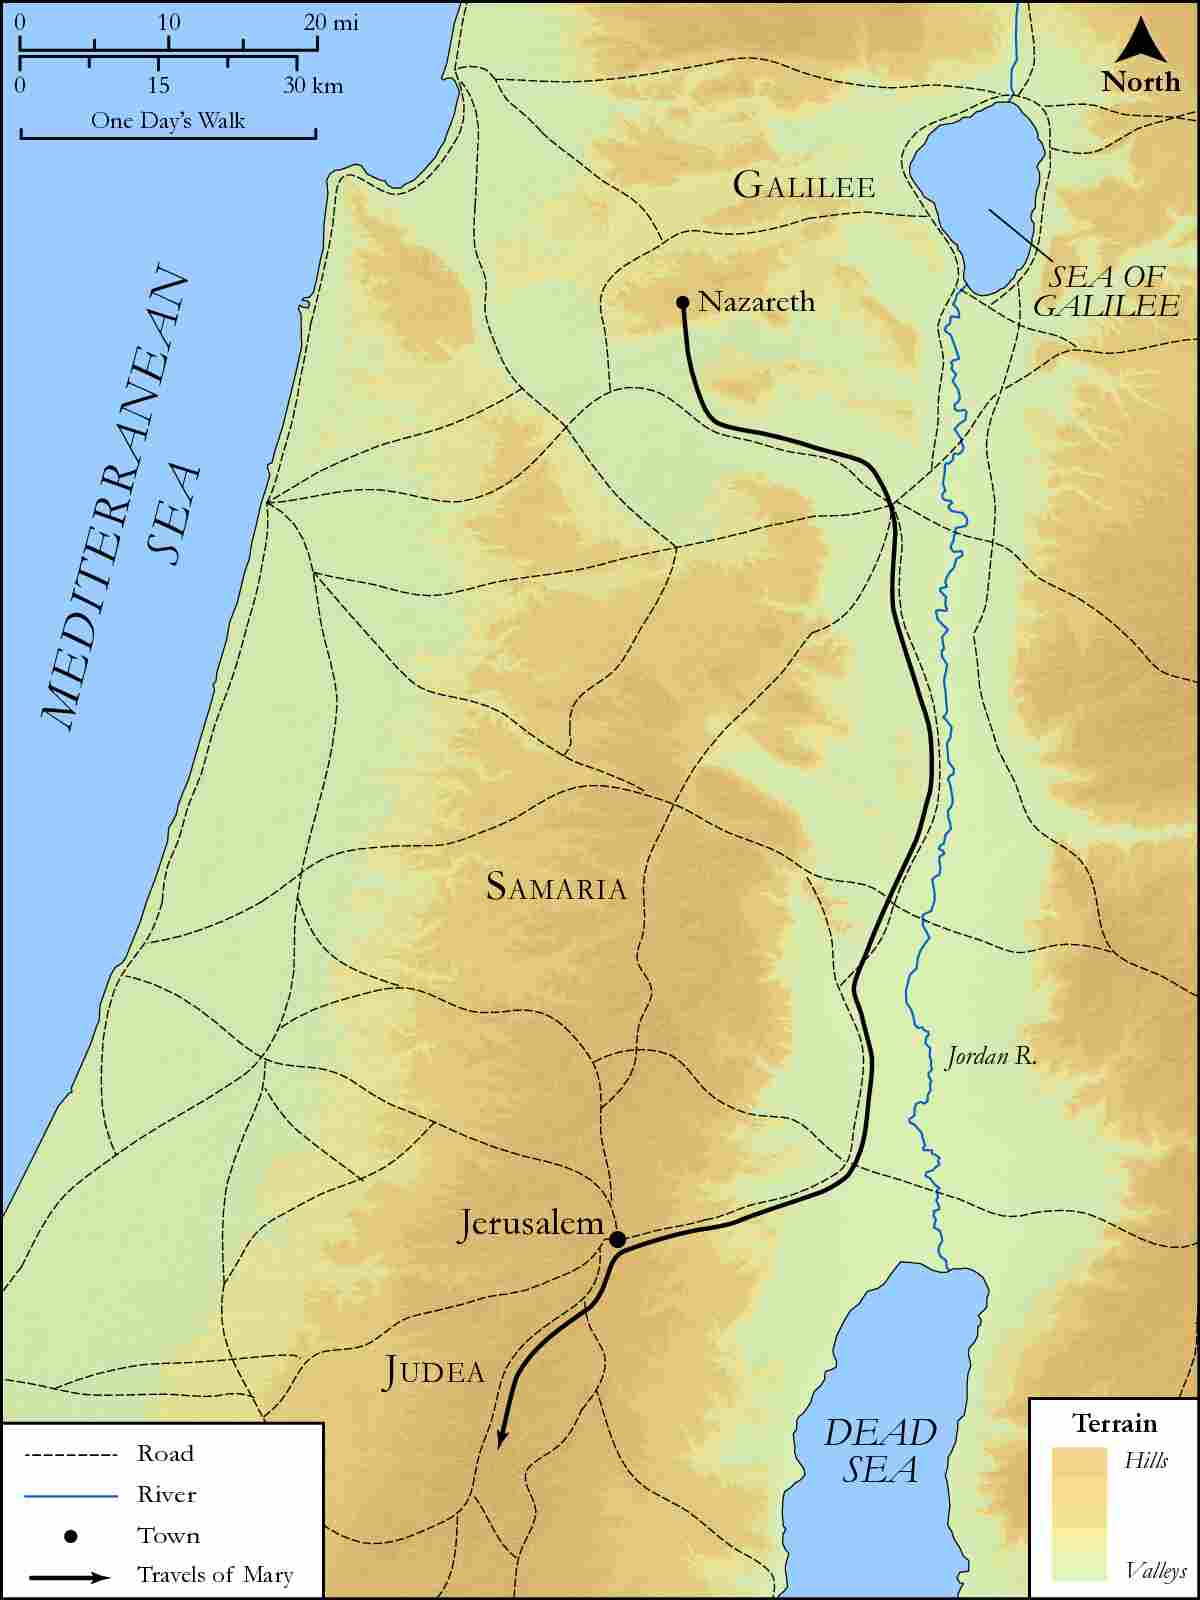 0 10 20 mi
0 15 30 km
One Day's Walk
North
GALILEE
SEA OF
GALILEE
Nazareth
MEDITERRANEAN
SEA
SAMARIA
Jordan R.
Jerusalem
JUDEA
DEAD
SEA
Road
River
Town
Travels of Mary
Terrain
Hills
Valleys